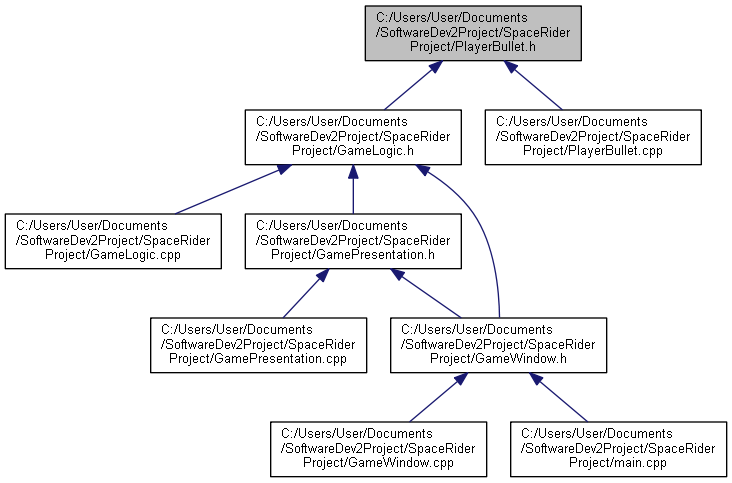 C:/Users/User/Documents
/SoftwareDev2Project/SpaceRider
Project/PlayerBullet.h
C:/Users/User/Documents
/SoftwareDev2Project/SpaceRider
Project/GameLogic.h
C:/Users/User/Documents
/SoftwareDev2Project/SpaceRider
Project/PlayerBullet.cpp
C:/Users/User/Documents
/SoftwareDev2Project/SpaceRider
Project/GameLogic.cpp
C:/Users/User/Documents
/SoftwareDev2Project/SpaceRider
Project/GamePresentation.h
C:/Users/User/Documents
/SoftwareDev2Project/SpaceRider
Project/GamePresentation.cpp
C:/Users/User/Documents
/SoftwareDev2Project/SpaceRider
Project/GameWindow.h
C:/Users/User/Documents
/SoftwareDev2Project/SpaceRider
Project/GameWindow.cpp
C:/Users/User/Documents
/SoftwareDev2Project/SpaceRider
Project/main.cpp